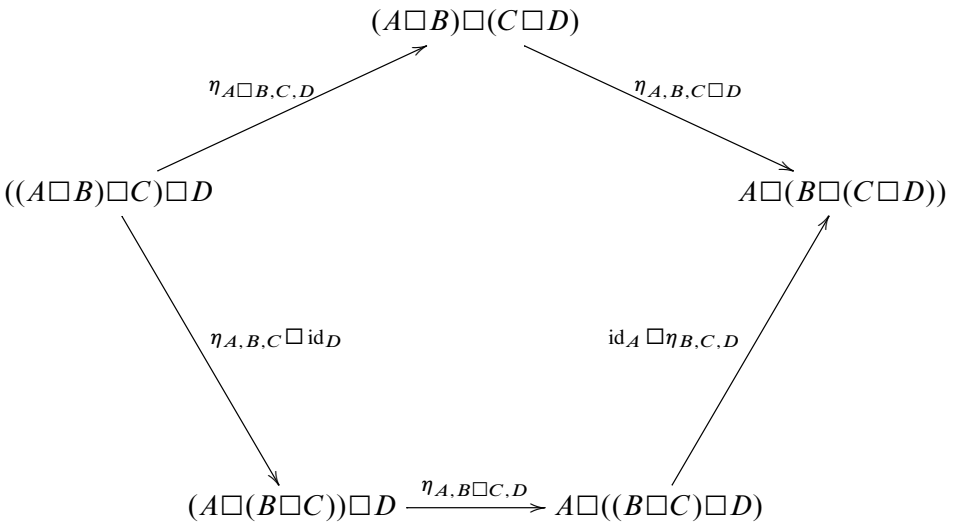 (A□B)□(C□D)
η_{A□B,C,D} η_{A,B,C□D}
((A□B)□C)□D A□(B□(C□D))
η_{A,B,C}□id_D id_A□η_{B,C,D}
η_{A,B□C,D}
(A□(B□C))□D A□((B□C)□D)